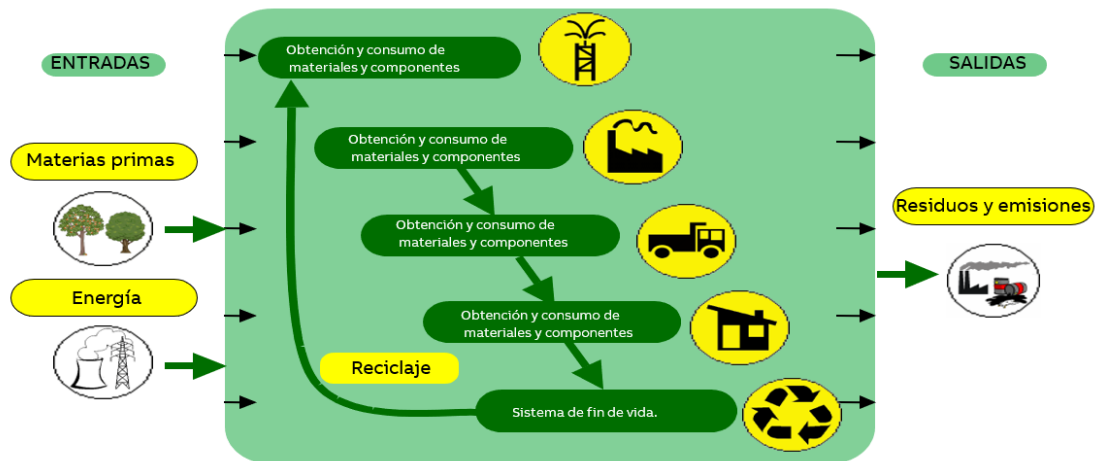 ENTRADAS
Obtención y consumo de
materiales y componentes
SALIDAS
Obtención y consumo de
materiales y componentes
Materias primas
Residuos y emisiones
Obtención y consumo de
materiales y componentes
Energía
Obtención y consumo de
materiales y componentes
Reciclaje
Sistema de fin de vida.